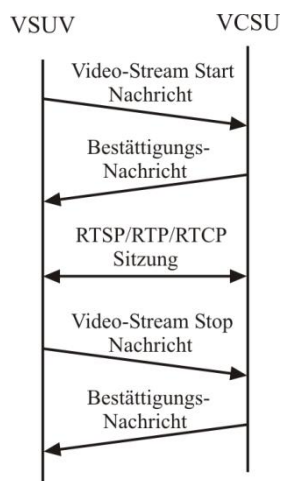 VSUV VCSU
Video-Stream Start
Nachricht
Bestättigungs-
Nachricht
RTSP/RTP/RTCP
Sitzung
Video-Stream Stop
Nachricht
Bestättigungs-
Nachricht